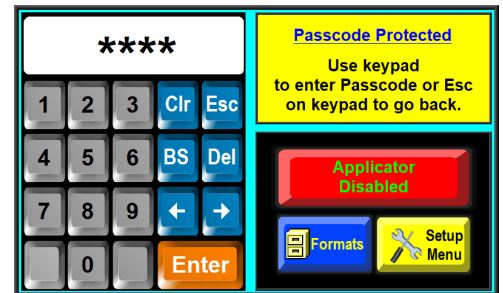 ****
1 2 3 Clr Esc
4 5 6 BS Del
7 8 9 ← →
0 Enter
Passcode Protected
Use keypad
to enter Passcode or Esc
on keypad to go back.
Applicator
Disabled
Formats
Setup
Menu